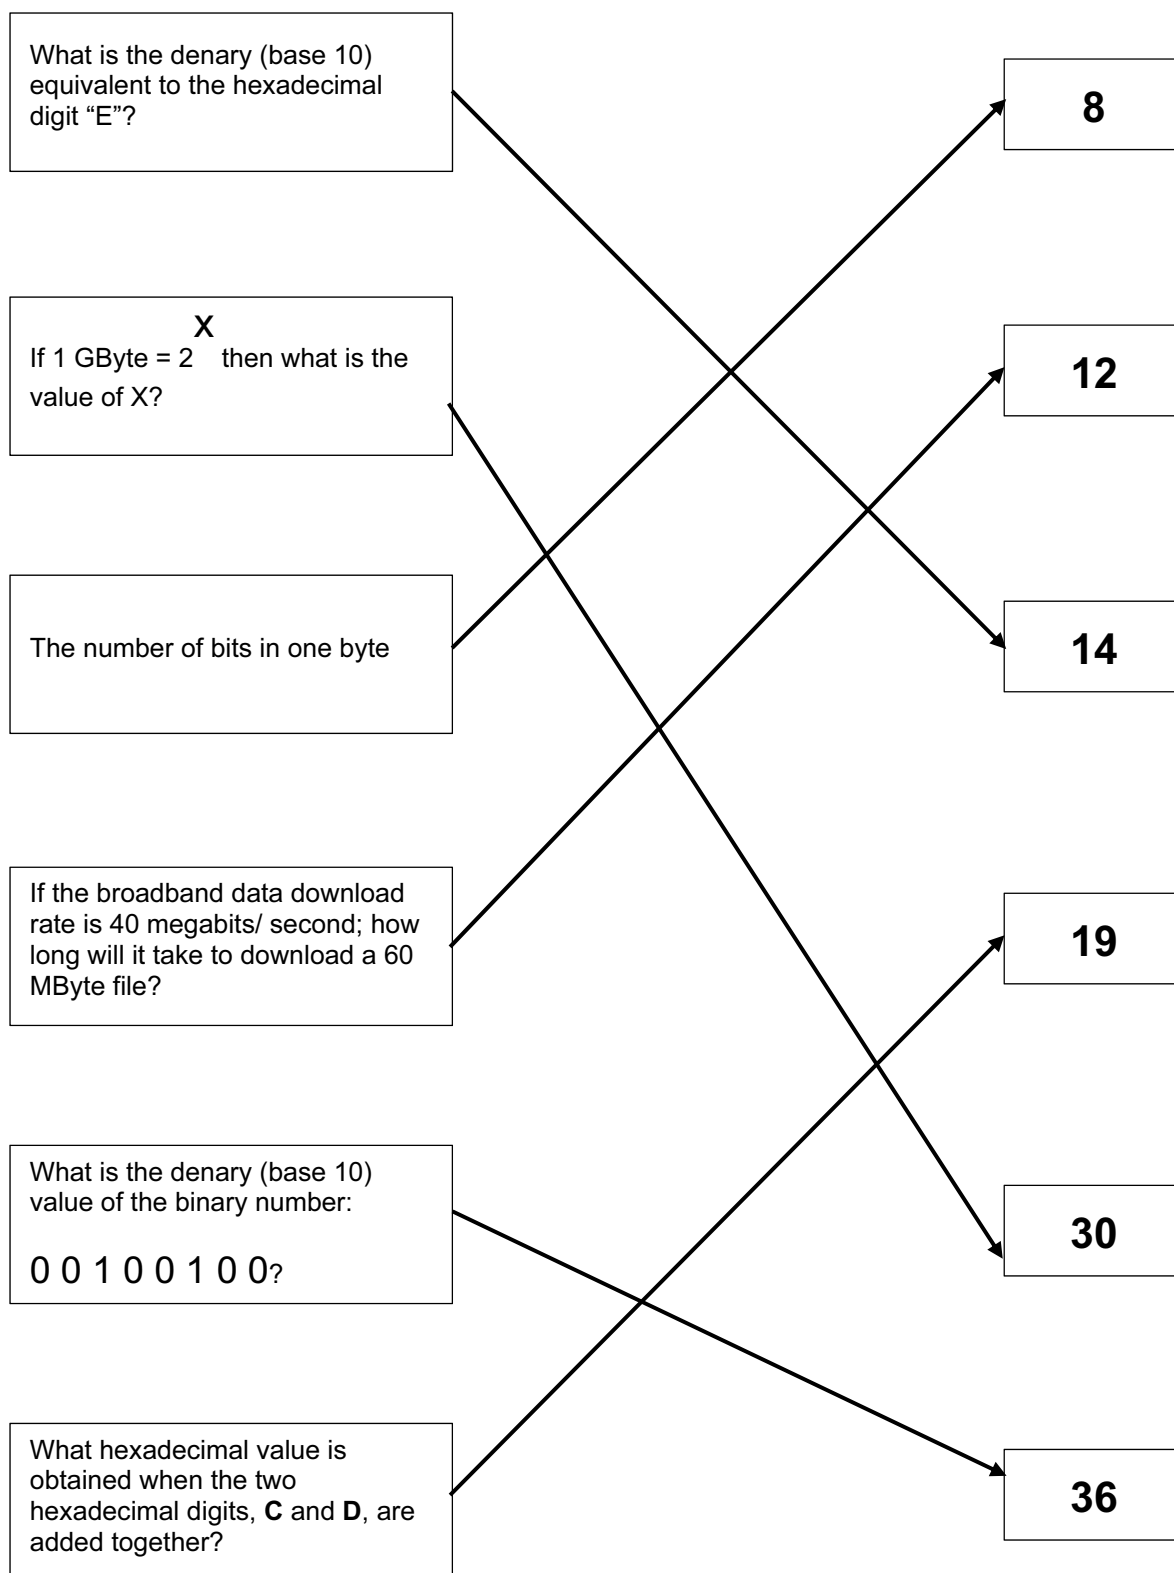 What is the denary (base 10)
equivalent to the hexadecimal
digit “E”?
8
If 1 GByte = 2^X then what is the
value of X?
12
The number of bits in one byte
14
If the broadband data download
rate is 40 megabits/ second; how
long will it take to download a 60
MByte file?
19
What is the denary (base 10)
value of the binary number:
0 0 1 0 0 1 0 0?
30
What hexadecimal value is
obtained when the two
hexadecimal digits, C and D, are
added together?
36